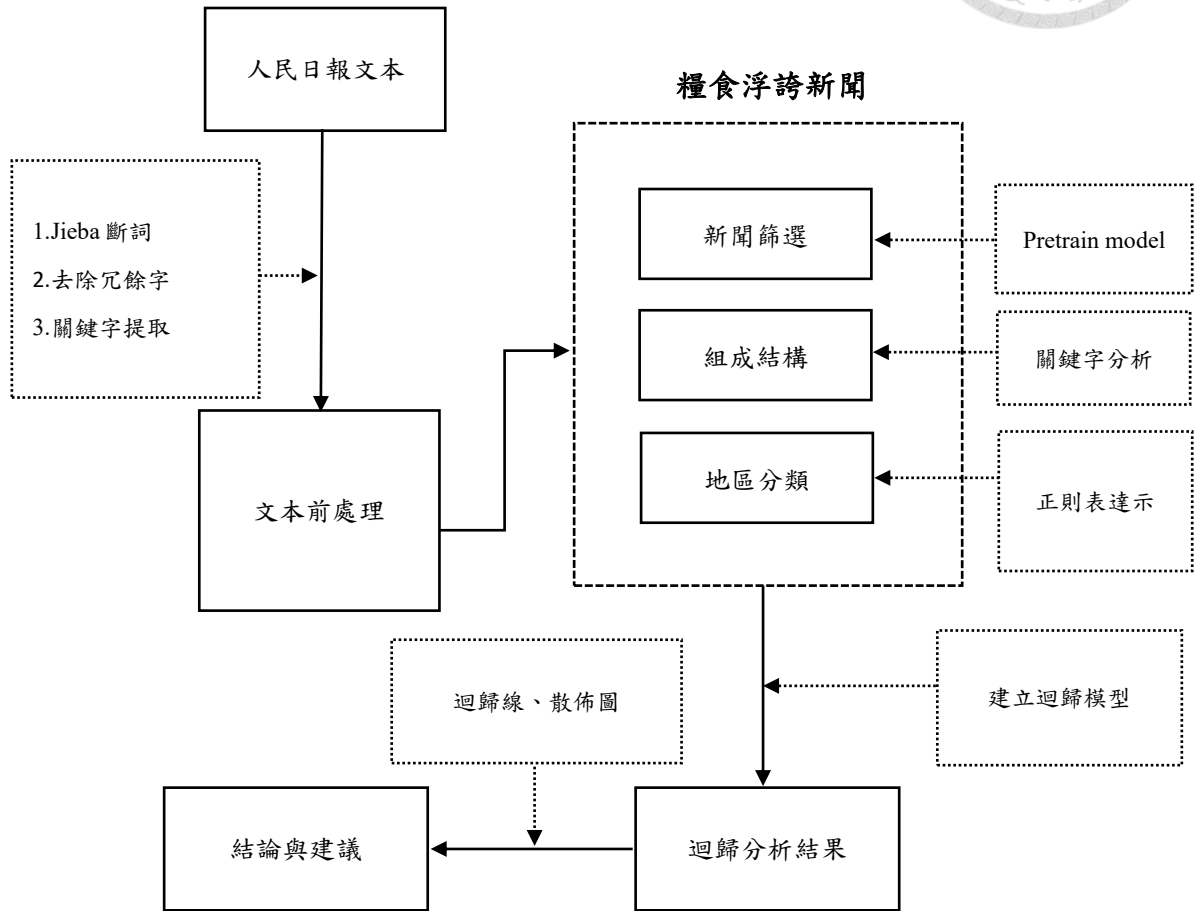 人民日報文本
糧食浮誇新聞
1.Jieba 斷詞
2.去除冗餘字
3.關鍵字提取
新聞篩選
Pretrain model
組成結構
關鍵字分析
地區分類
正则表達示
文本前處理
迴歸線、散佈圖
建立迴歸模型
結論與建議
迴歸分析結果